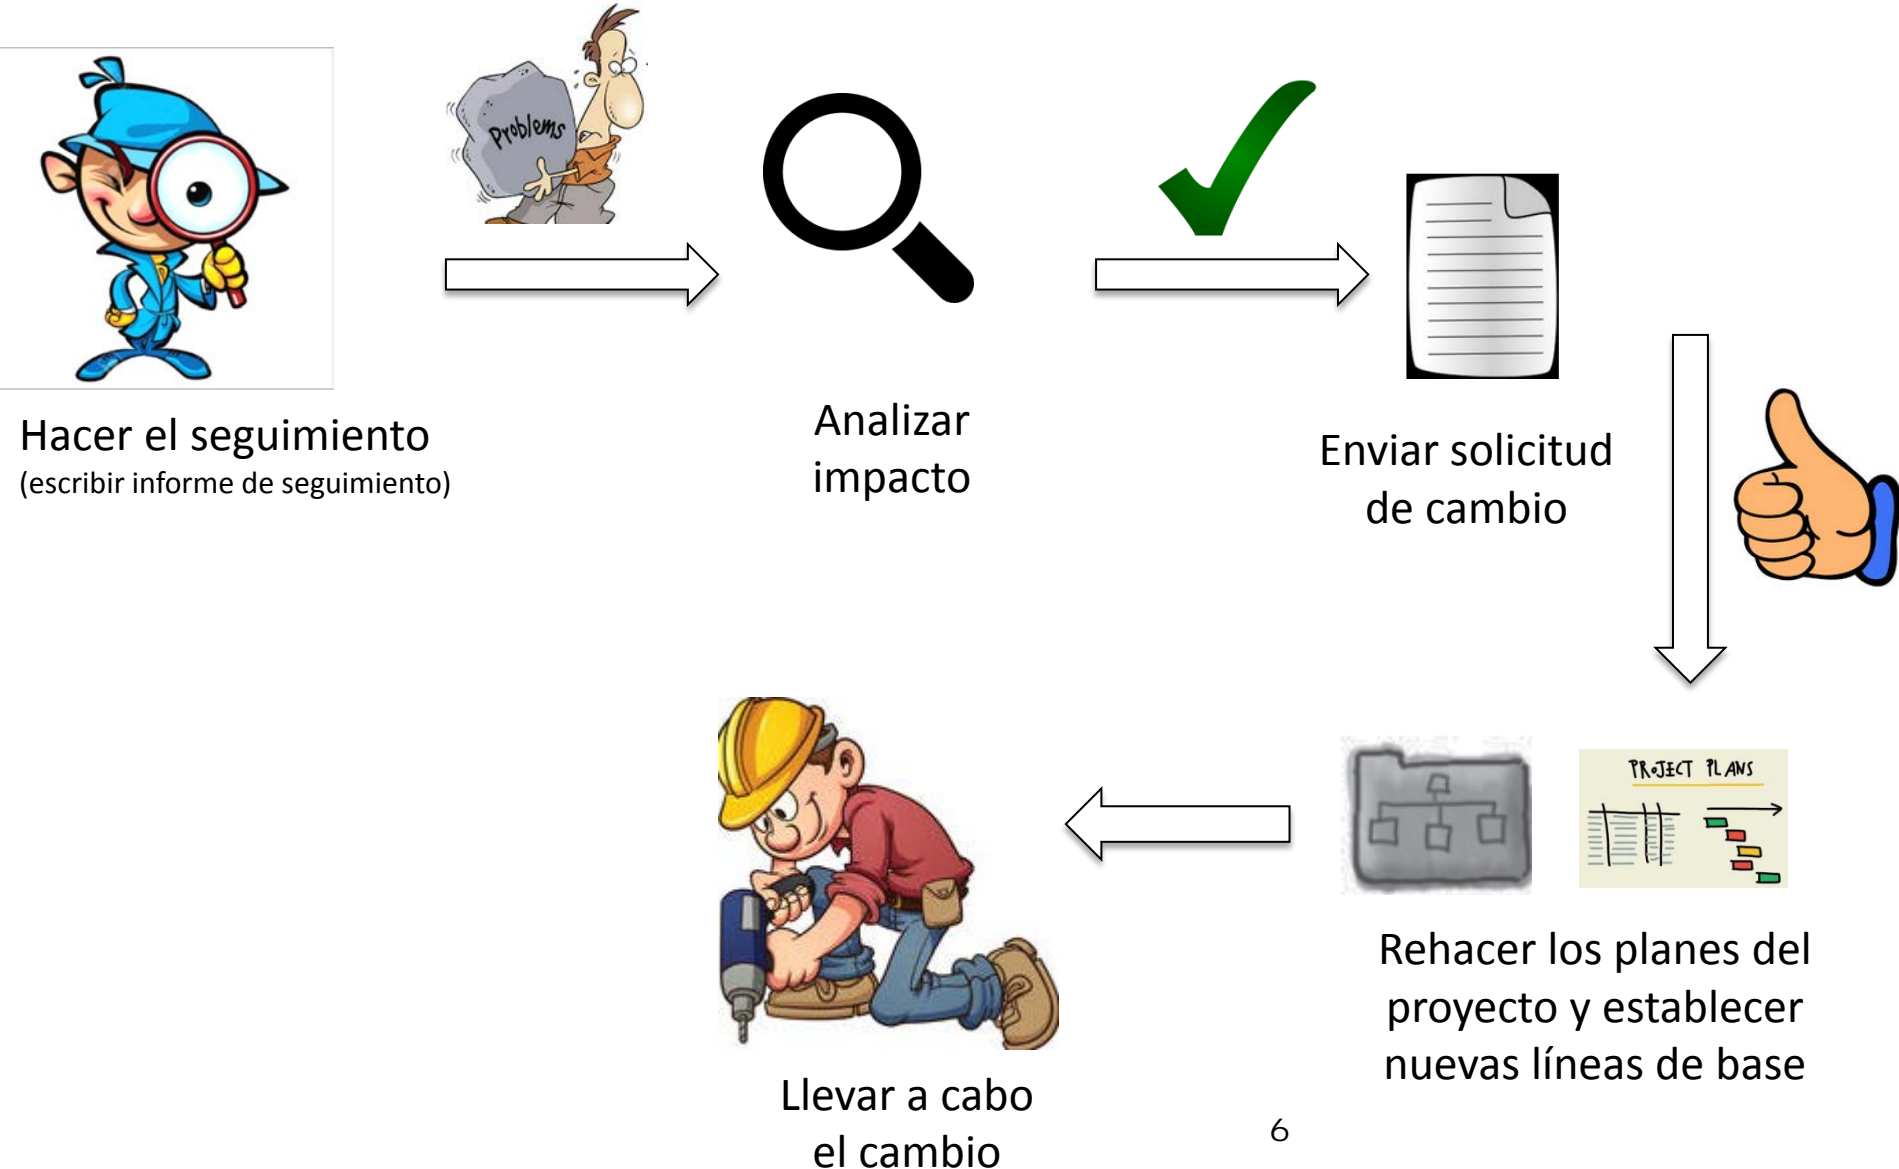 Problems
Hacer el seguimiento
(escribir informe de seguimiento)
Analizar
impacto
Enviar solicitud
de cambio
PROJECT PLANS
Rehacer los planes del
proyecto y establecer
nuevas líneas de base
Llevar a cabo
el cambio
6